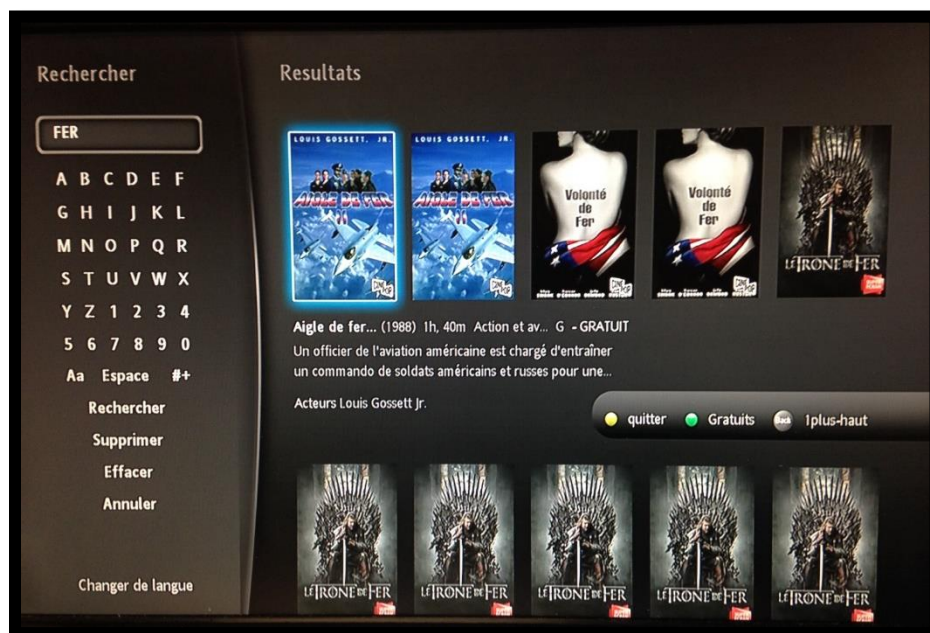 Rechercher
FER
A B C D E F
G H I J K L
M N O P Q R
S T U V W X
Y Z 1 2 3 4
5 6 7 8 9 0
Aa Espace #+
Rechercher
Supprimer
Effacer
Annuler
Changer de langue
Resultats
LOUIS GOSSETT, JR.
AIGLE DE FER
II
LOUIS GOSSETT, JR.
AIGLE DE FER
II
Volonté
de
Fer
Volonté
de
Fer
LE TRONE DE FER
Aigle de fer... (1988) 1h, 40m Action et av... G - GRATUIT
Un officier de l'aviation américaine est chargé d'entraîner
un commando de soldats américains et russes pour une...
Acteurs Louis Gossett Jr.
quitter Gratuits Back 1plus-haut
LE TRONE DE FER
LE TRONE DE FER
LE TRONE DE FER
LE TRONE DE FER
LE TRONE DE FER